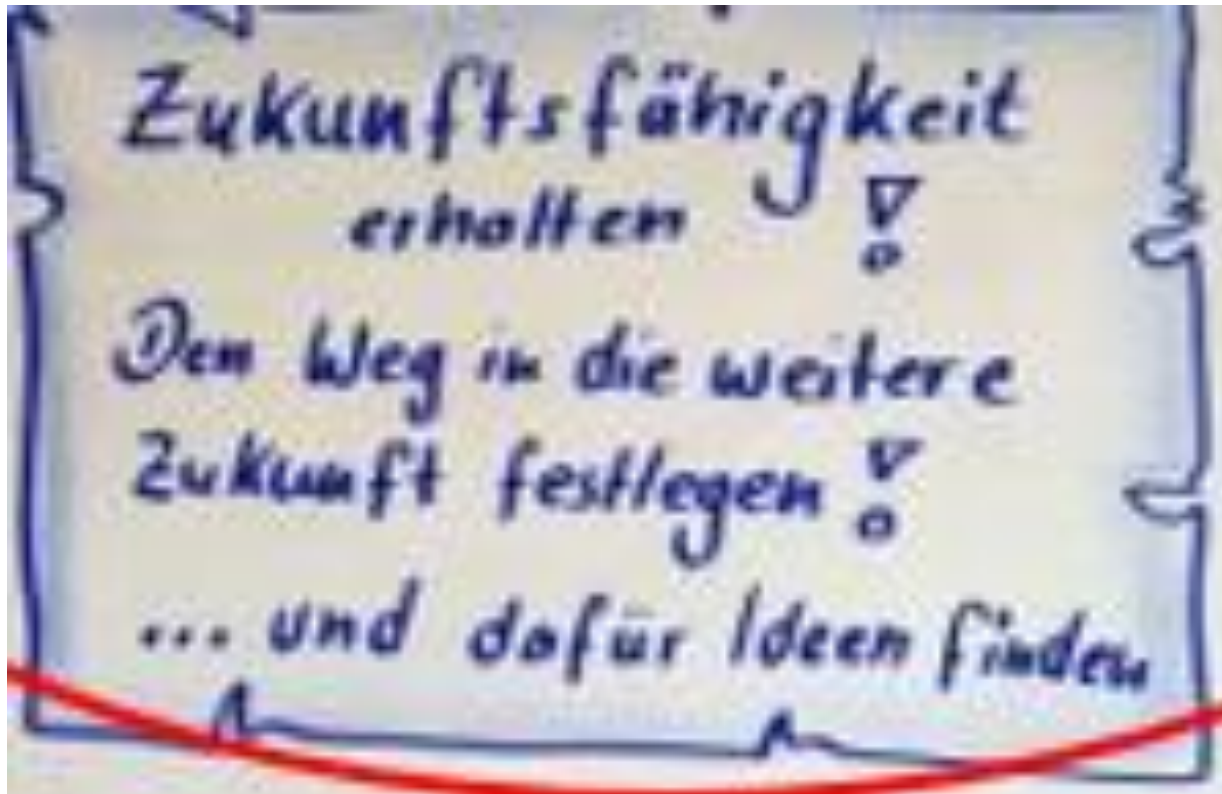 Zukunftsfähigkeit
erhalten !
Den Weg in die weitere
Zukunft festlegen !
... und dafür Ideen finden